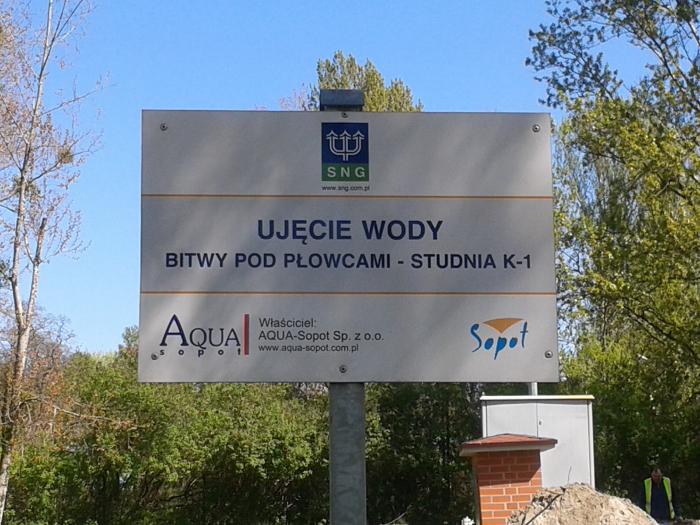 SNG
www.sng.com.pl
UJĘCIE WODY
BITWY POD PŁOWCAMI - STUDNIA K-1
AQUA
sopot
Właściciel:
AQUA-Sopot Sp. z o.o.
www.aqua-sopot.com.pl
Sopot